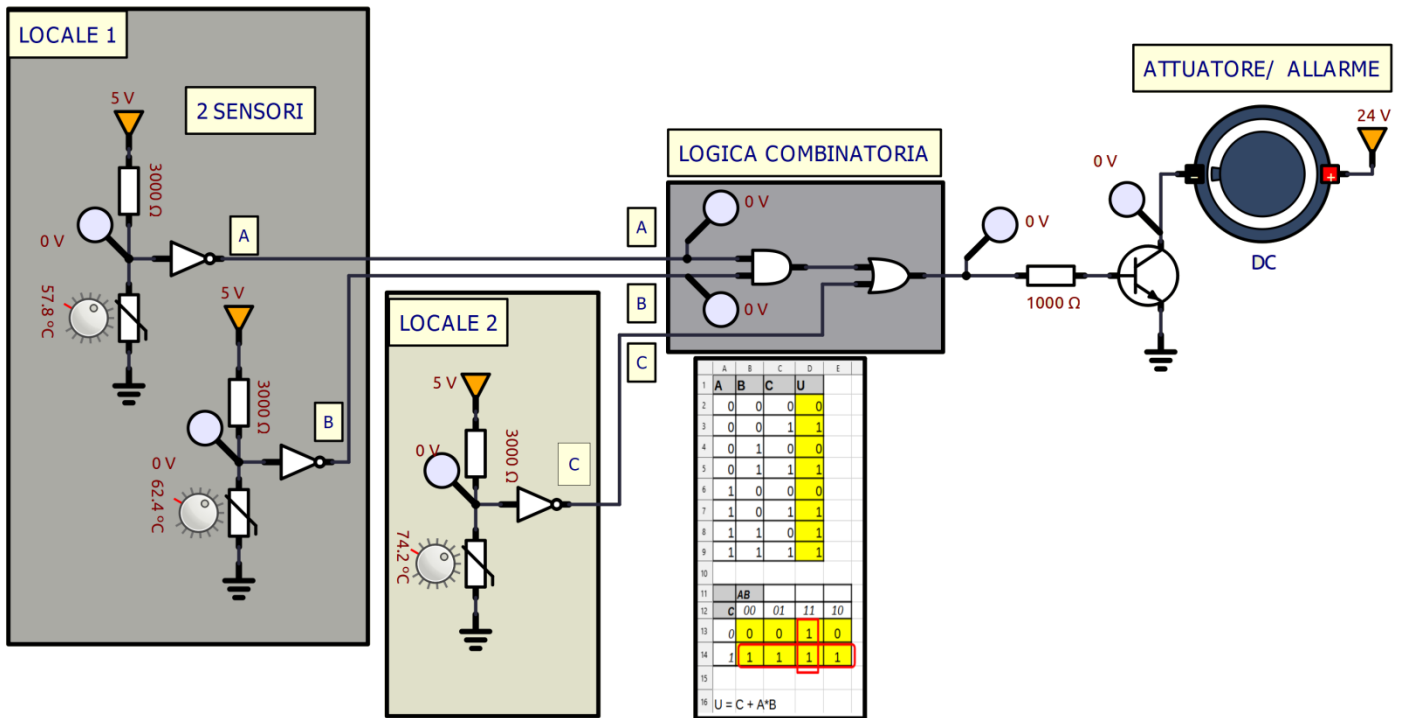 LOCALE 1
2 SENSORI
5 V
3000 Ω
0 V
A
57.8 ºC
5 V
3000 Ω
0 V
B
62.4 ºC
LOCALE 2
5 V
3000 Ω
0 V
C
74.2 ºC
A
B
C
LOGICA COMBINATORIA
0 V
0 V
0 V
1000 Ω
0 V
ATTUATORE/ ALLARME
24 V
-
+
DC
A B C D E
1 A B C U
2 0 0 0 0
3 0 0 1 1
4 0 1 0 0
5 0 1 1 1
6 1 0 0 0
7 1 0 1 1
8 1 1 0 1
9 1 1 1 1
10
11 AB
12 C 00 01 11 10
13 0 0 0 1 0
14 1 1 1 1 1
15
16 U = C + A*B